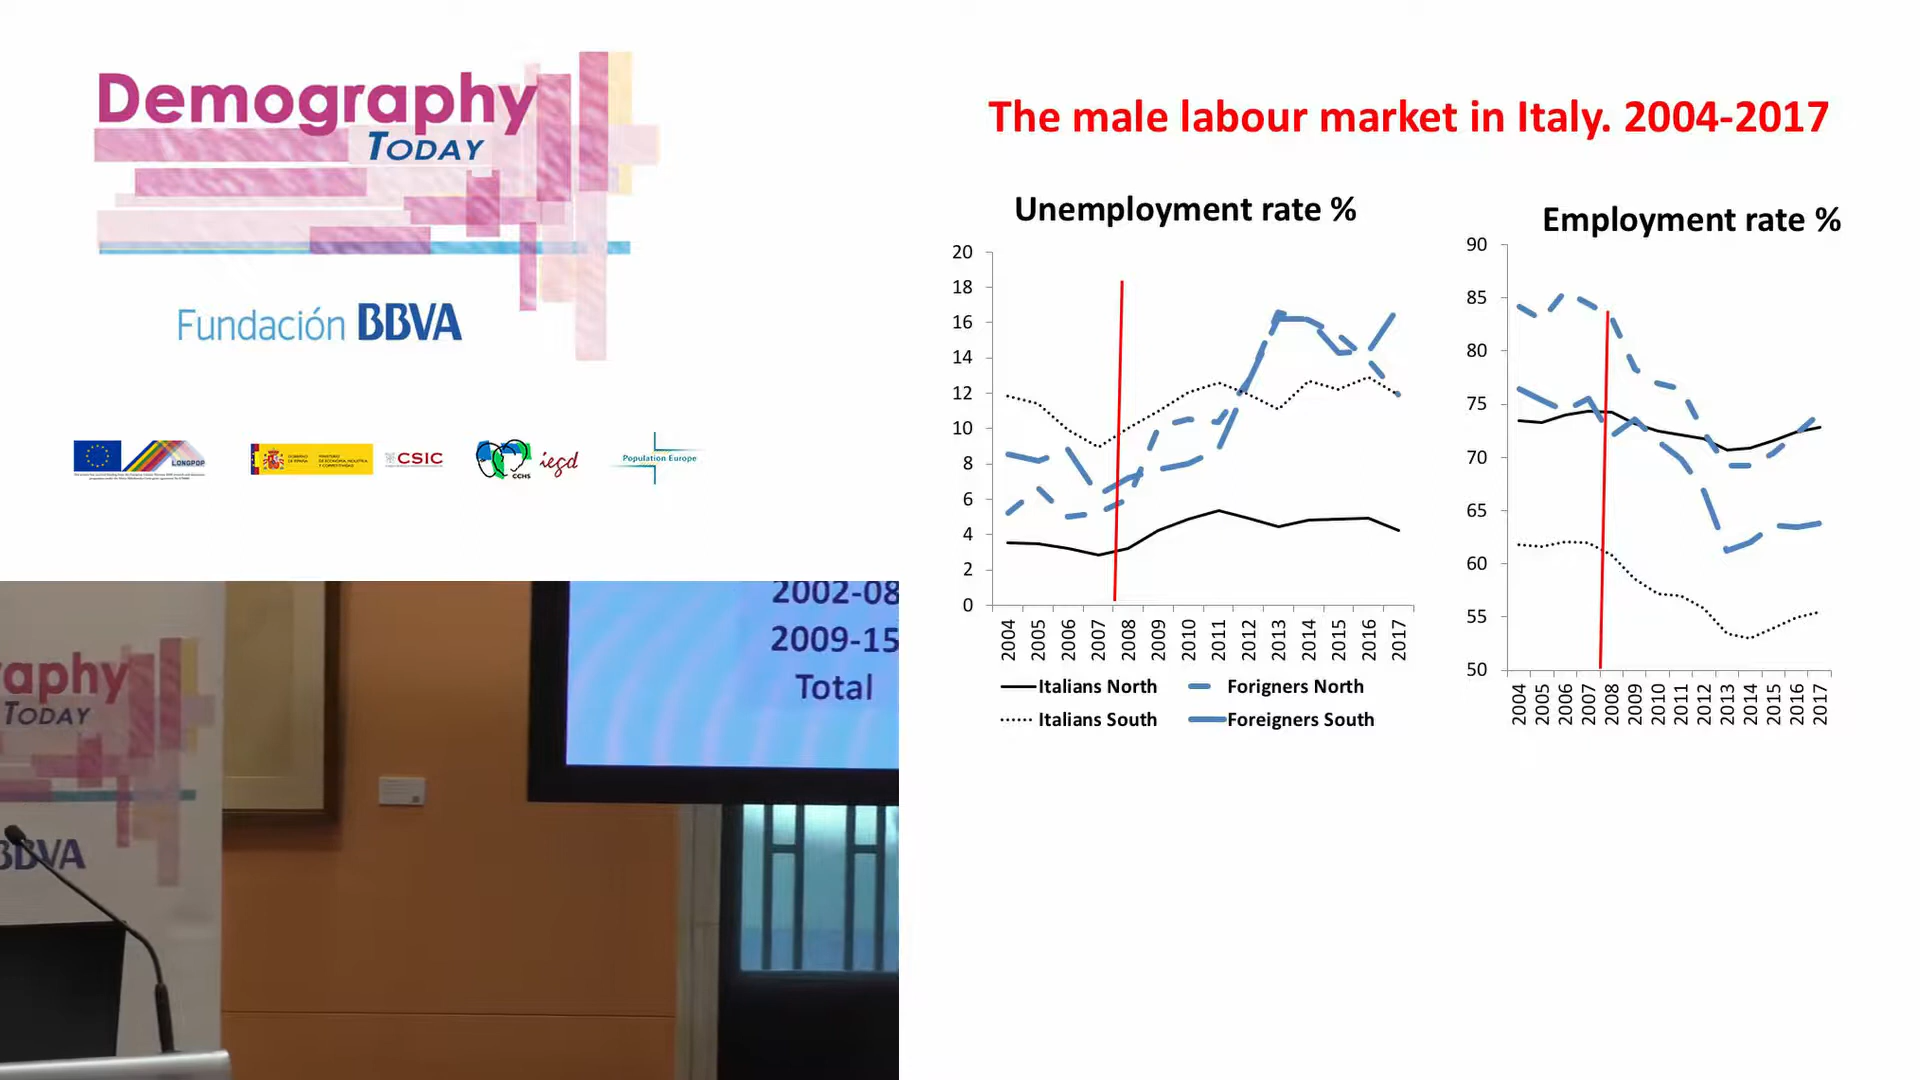 Demography
TODAY
Fundación BBVA
LONGPOP
CSIC
CCHS
iegd
Population Europe
The male labour market in Italy. 2004-2017
Unemployment rate %
20
18
16
14
12
10
8
6
4
2
0
2004
2005
2006
2007
2008
2009
2010
2011
2012
2013
2014
2015
2016
2017
Italians North
Forigners North
Italians South
Foreigners South
Employment rate %
90
85
80
75
70
65
60
55
50
2004
2005
2006
2007
2008
2009
2010
2011
2012
2013
2014
2015
2016
2017
aphy
TODAY
BBVA
2002-08
2009-15
Total